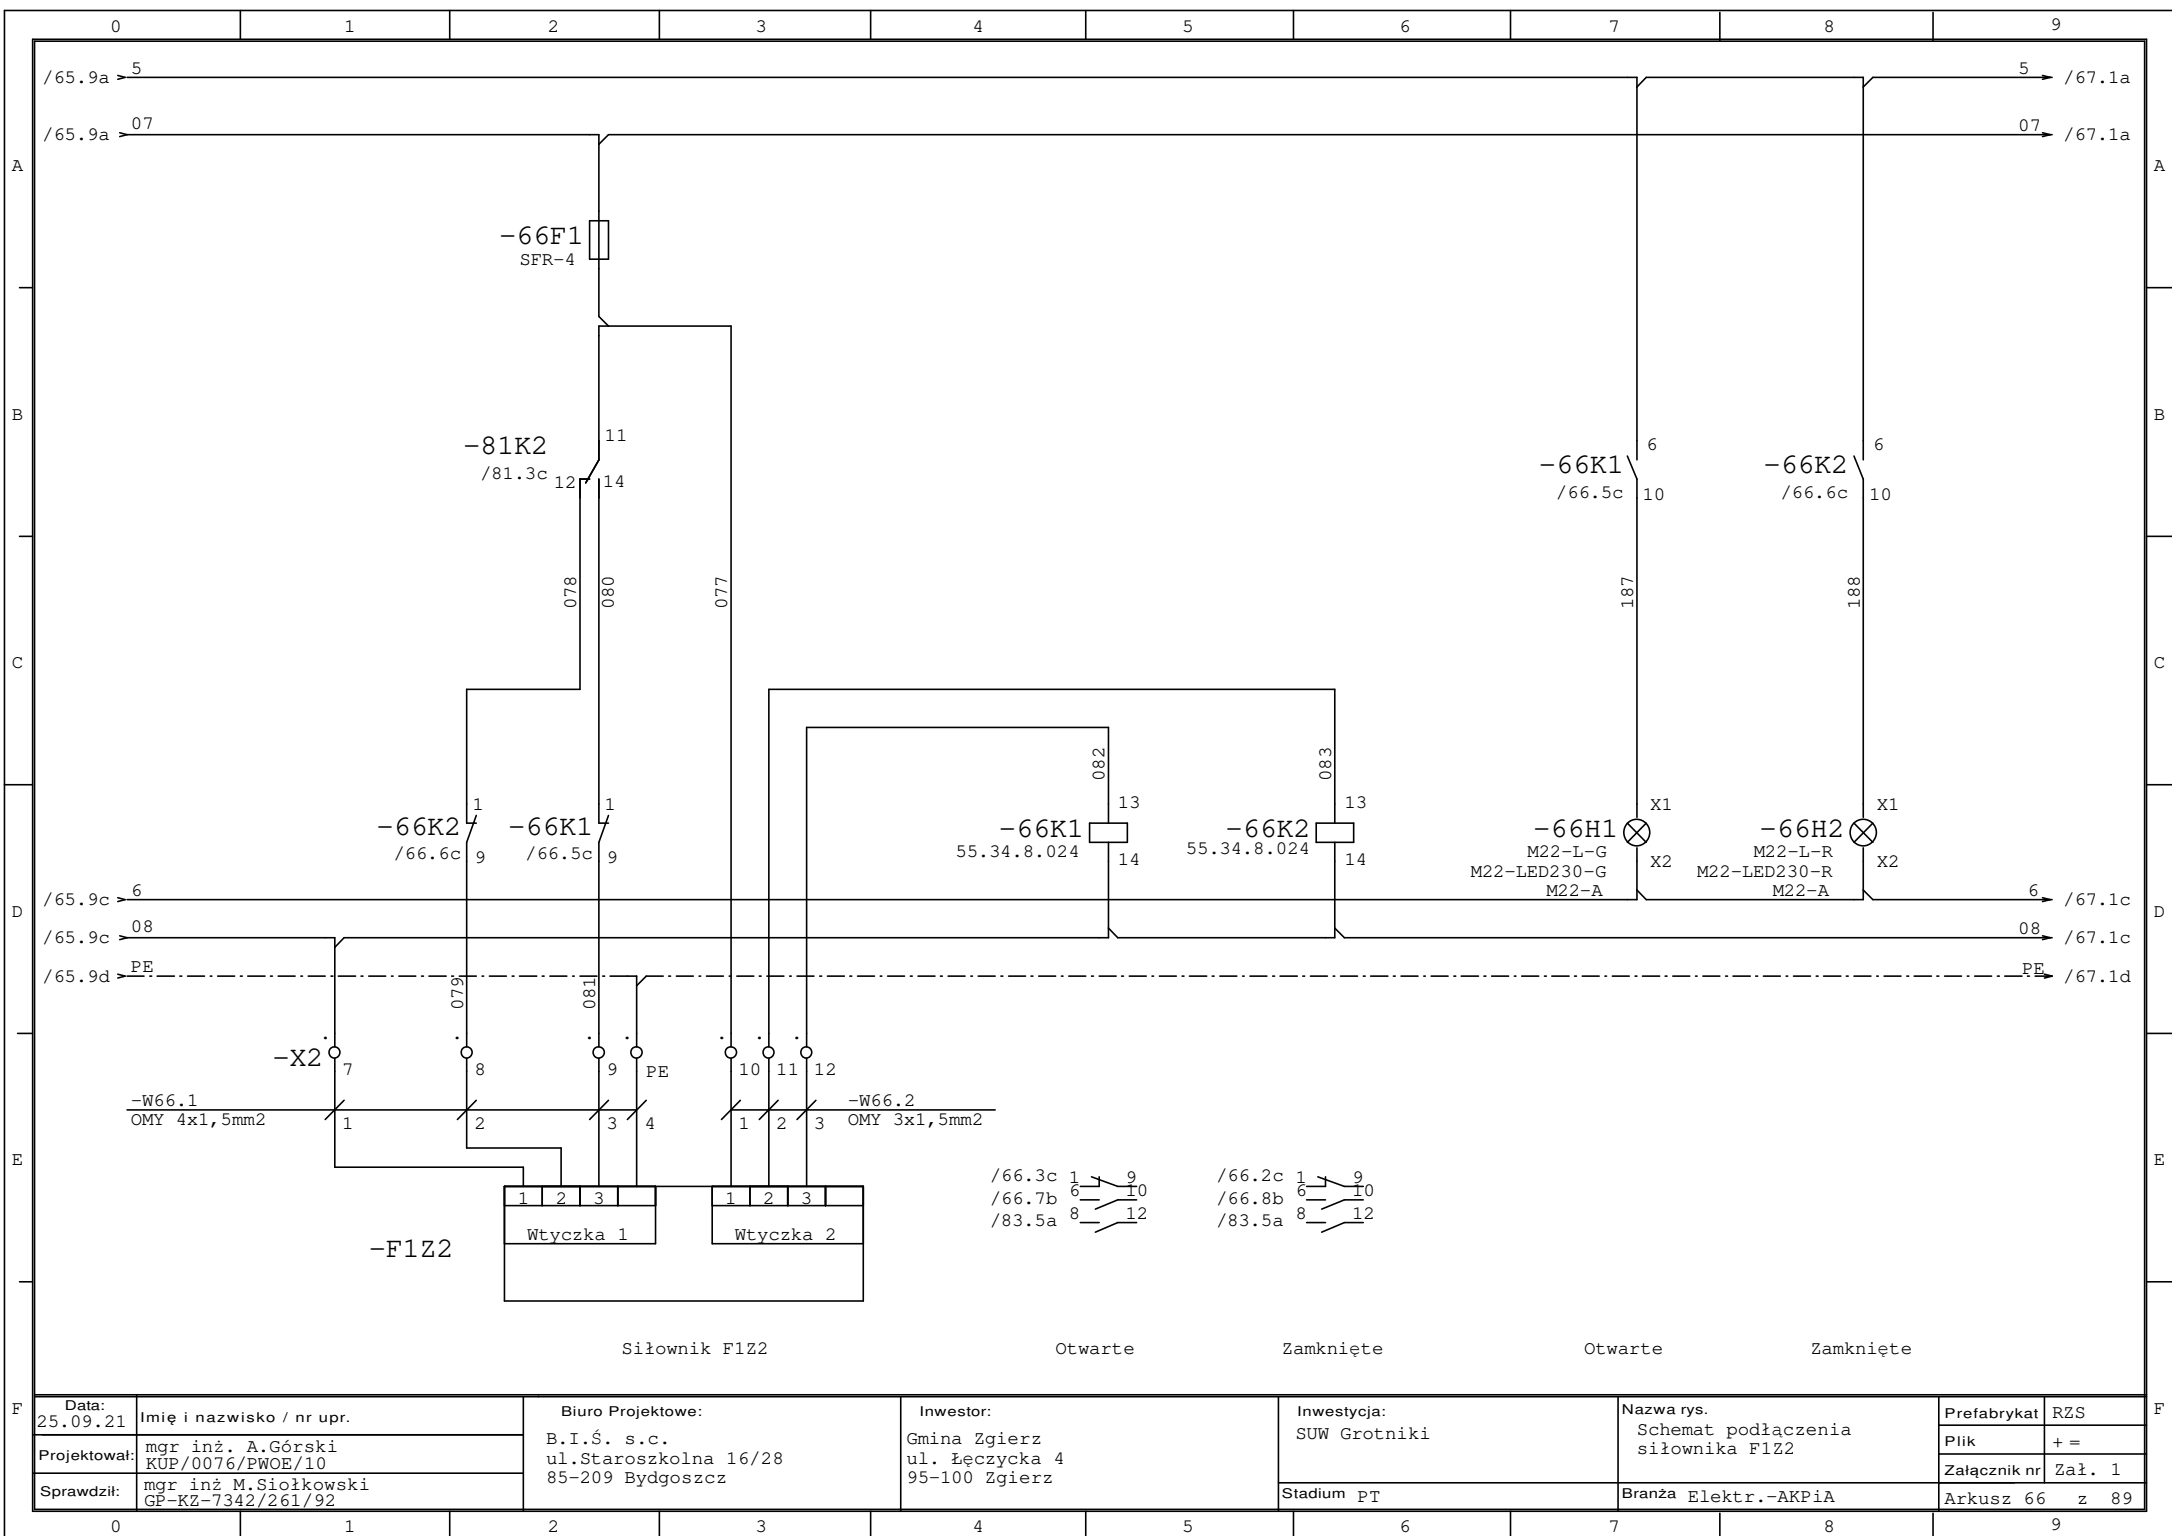 0 1 2 3 4 5 6 7 8 9
/65.9a 5 5 /67.1a
/65.9a 07 07 /67.1a
A A
-66F1
SFR-4
B B
-81K2 11
/81.3c 12 14
-66K1 6
/66.5c 10
-66K2 6
/66.6c 10
078 080 077 187 188
C C
082 083
-66K2 1
/66.6c 9
-66K1 1
/66.5c 9
-66K1 13
55.34.8.024 14
-66K2 13
55.34.8.024 14
-66H1 X1
M22-L-G X2
M22-LED230-G
M22-A
-66H2 X1
M22-L-R X2
M22-LED230-R
M22-A
D D
/65.9c 6 6 /67.1c
/65.9c 08 08 /67.1c
/65.9d PE PE /67.1d
079 081
-X2 7 8 9 PE 10 11 12
-W66.1
OMY 4x1,5mm2
1 2 3 4 1 2 3
-W66.2
OMY 3x1,5mm2
E E
/66.3c 1 9
/66.7b 6 10
/83.5a 8 12
/66.2c 1 9
/66.8b 6 10
/83.5a 8 12
1 2 3
Wtyczka 1
1 2 3
Wtyczka 2
-F1Z2
Siłownik F1Z2 Otwarte Zamknięte Otwarte Zamknięte
F F
Data:
25.09.21
Imię i nazwisko / nr upr.
Projektował:
mgr inż. A.Górski
KUP/0076/PWOE/10
Sprawdził:
mgr inż M.Siołkowski
GP-KZ-7342/261/92
Biuro Projektowe:
B.I.Ś. s.c.
ul.Staroszkolna 16/28
85-209 Bydgoszcz
Inwestor:
Gmina Zgierz
ul. Łęczycka 4
95-100 Zgierz
Inwestycja:
SUW Grotniki
Stadium PT
Nazwa rys.
Schemat podłączenia
siłownika F1Z2
Branża Elektr.-AKPiA
Prefabrykat RZS
Plik + =
Załącznik nr Zał. 1
Arkusz 66 z 89
0 1 2 3 4 5 6 7 8 9